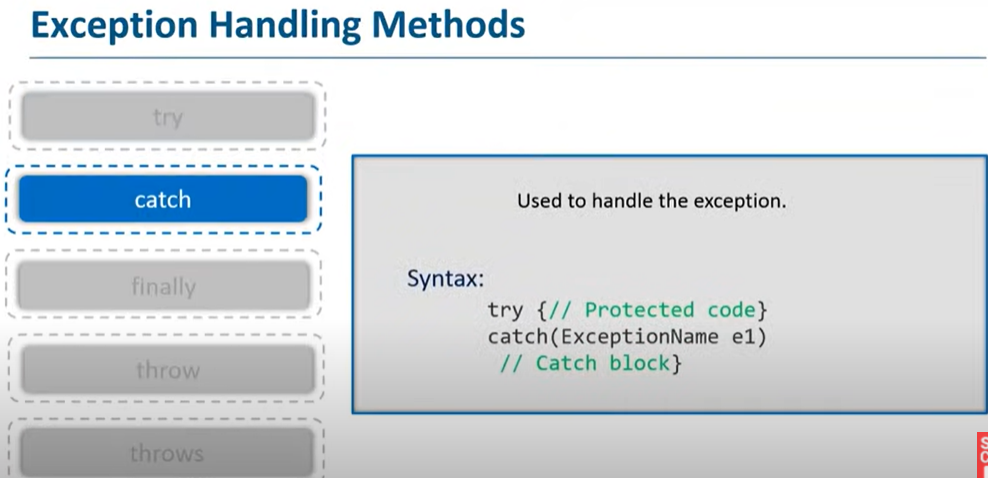 Exception Handling Methods
try
catch
finally
throw
throws
Used to handle the exception.
Syntax:
try {// Protected code}
catch(ExceptionName e1)
// Catch block}